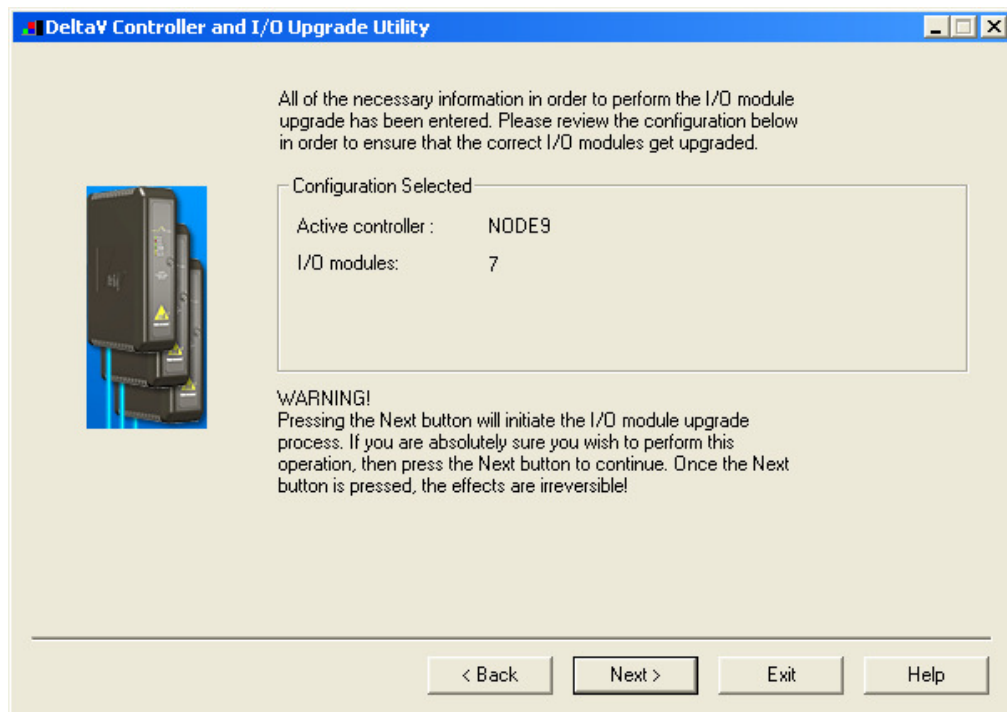 DeltaV Controller and I/O Upgrade Utility
All of the necessary information in order to perform the I/O module
upgrade has been entered. Please review the configuration below
in order to ensure that the correct I/O modules get upgraded.
Configuration Selected
Active controller : NODE9
I/O modules: 7
WARNING!
Pressing the Next button will initiate the I/O module upgrade
process. If you are absolutely sure you wish to perform this
operation, then press the Next button to continue. Once the Next
button is pressed, the effects are irreversible!
< Back Next > Exit Help